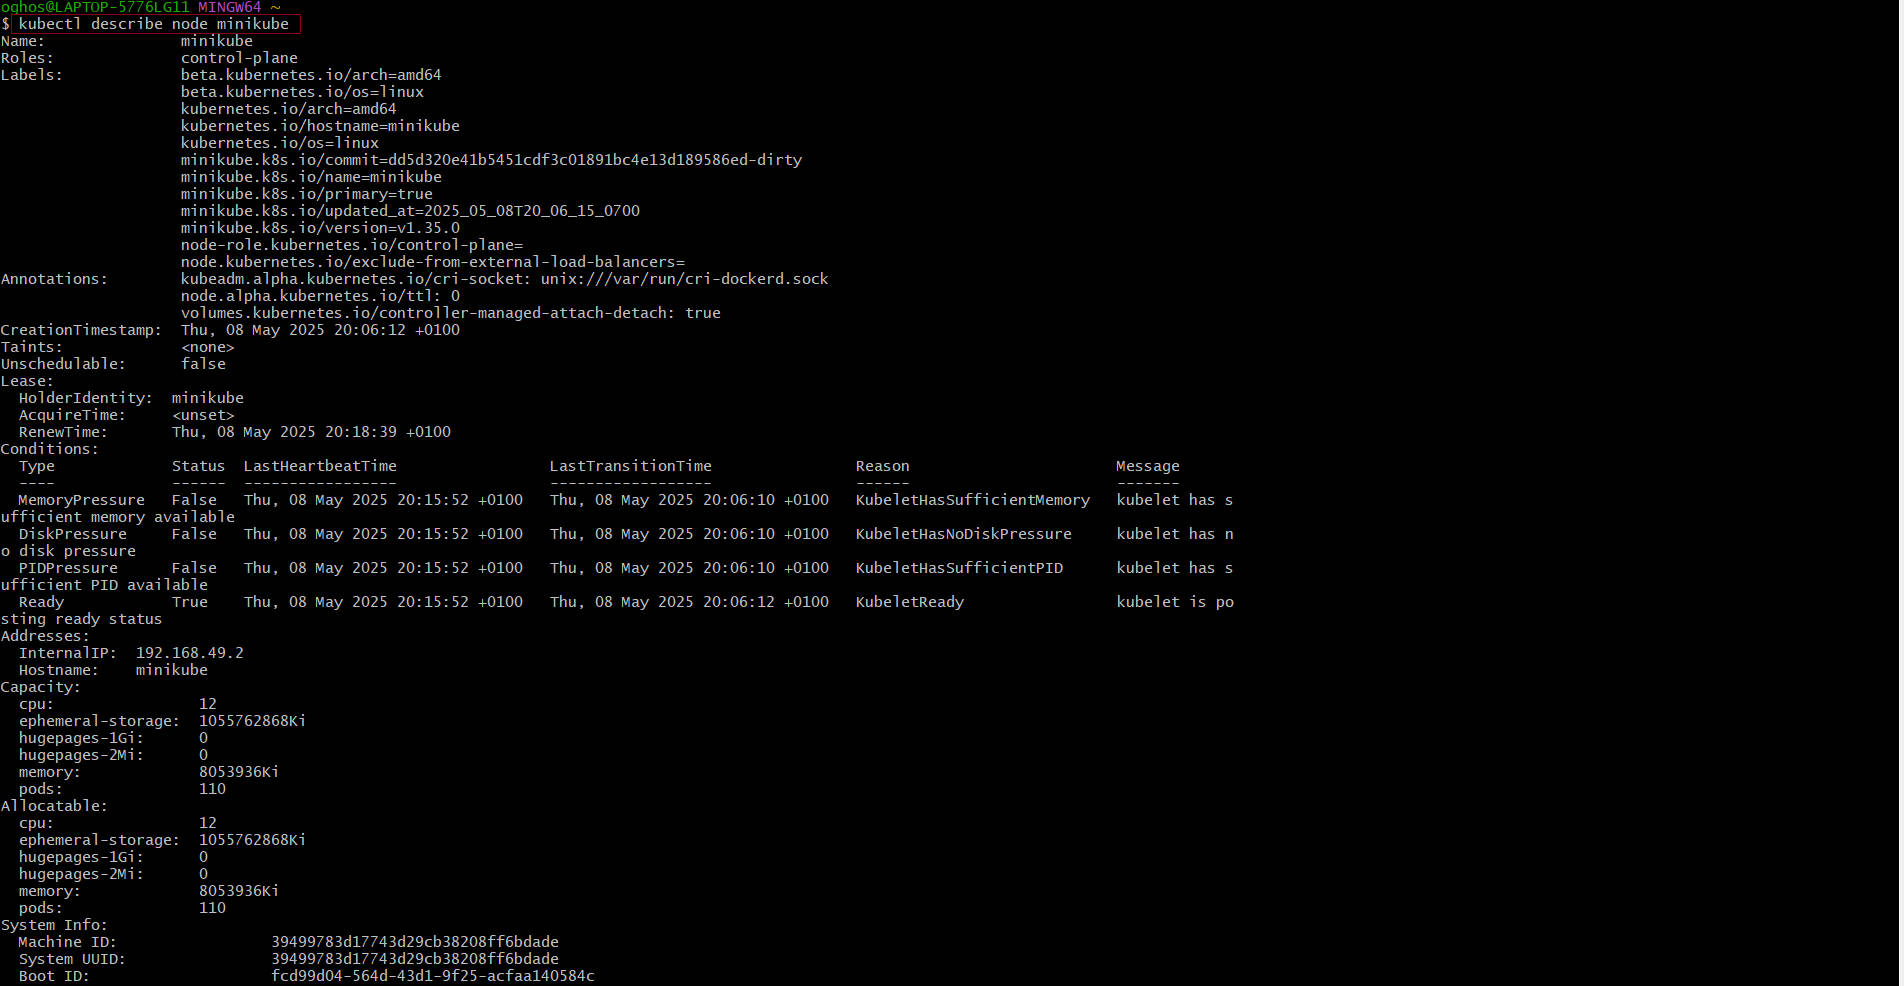 oghos@LAPTOP-5776LG11 MINGW64 ~
$ kubectl describe node minikube
Name:               minikube
Roles:              control-plane
Labels:             beta.kubernetes.io/arch=amd64
                    beta.kubernetes.io/os=linux
                    kubernetes.io/arch=amd64
                    kubernetes.io/hostname=minikube
                    kubernetes.io/os=linux
                    minikube.k8s.io/commit=dd5d320e41b5451cdf3c01891bc4e13d189586ed-dirty
                    minikube.k8s.io/name=minikube
                    minikube.k8s.io/primary=true
                    minikube.k8s.io/updated_at=2025_05_08T20_06_15_0700
                    minikube.k8s.io/version=v1.35.0
                    node-role.kubernetes.io/control-plane=
                    node.kubernetes.io/exclude-from-external-load-balancers=
Annotations:        kubeadm.alpha.kubernetes.io/cri-socket: unix:///var/run/cri-dockerd.sock
                    node.alpha.kubernetes.io/ttl: 0
                    volumes.kubernetes.io/controller-managed-attach-detach: true
CreationTimestamp:  Thu, 08 May 2025 20:06:12 +0100
Taints:             <none>
Unschedulable:      false
Lease:
  HolderIdentity:  minikube
  AcquireTime:     <unset>
  RenewTime:       Thu, 08 May 2025 20:18:39 +0100
Conditions:
  Type             Status  LastHeartbeatTime                 LastTransitionTime                Reason                       Message
  ----             ------  -----------------                 ------------------                ------                       -------
  MemoryPressure   False   Thu, 08 May 2025 20:15:52 +0100   Thu, 08 May 2025 20:06:10 +0100   KubeletHasSufficientMemory   kubelet has s
ufficient memory available
  DiskPressure     False   Thu, 08 May 2025 20:15:52 +0100   Thu, 08 May 2025 20:06:10 +0100   KubeletHasNoDiskPressure     kubelet has n
o disk pressure
  PIDPressure      False   Thu, 08 May 2025 20:15:52 +0100   Thu, 08 May 2025 20:06:10 +0100   KubeletHasSufficientPID      kubelet has s
ufficient PID available
  Ready            True    Thu, 08 May 2025 20:15:52 +0100   Thu, 08 May 2025 20:06:12 +0100   KubeletReady                 kubelet is po
sting ready status
Addresses:
  InternalIP:  192.168.49.2
  Hostname:    minikube
Capacity:
  cpu:                12
  ephemeral-storage:  1055762868Ki
  hugepages-1Gi:      0
  hugepages-2Mi:      0
  memory:             8053936Ki
  pods:               110
Allocatable:
  cpu:                12
  ephemeral-storage:  1055762868Ki
  hugepages-1Gi:      0
  hugepages-2Mi:      0
  memory:             8053936Ki
  pods:               110
System Info:
  Machine ID:                 39499783d17743d29cb38208ff6bdade
  System UUID:                39499783d17743d29cb38208ff6bdade
  Boot ID:                    fcd99d04-564d-43d1-9f25-acfaa140584c